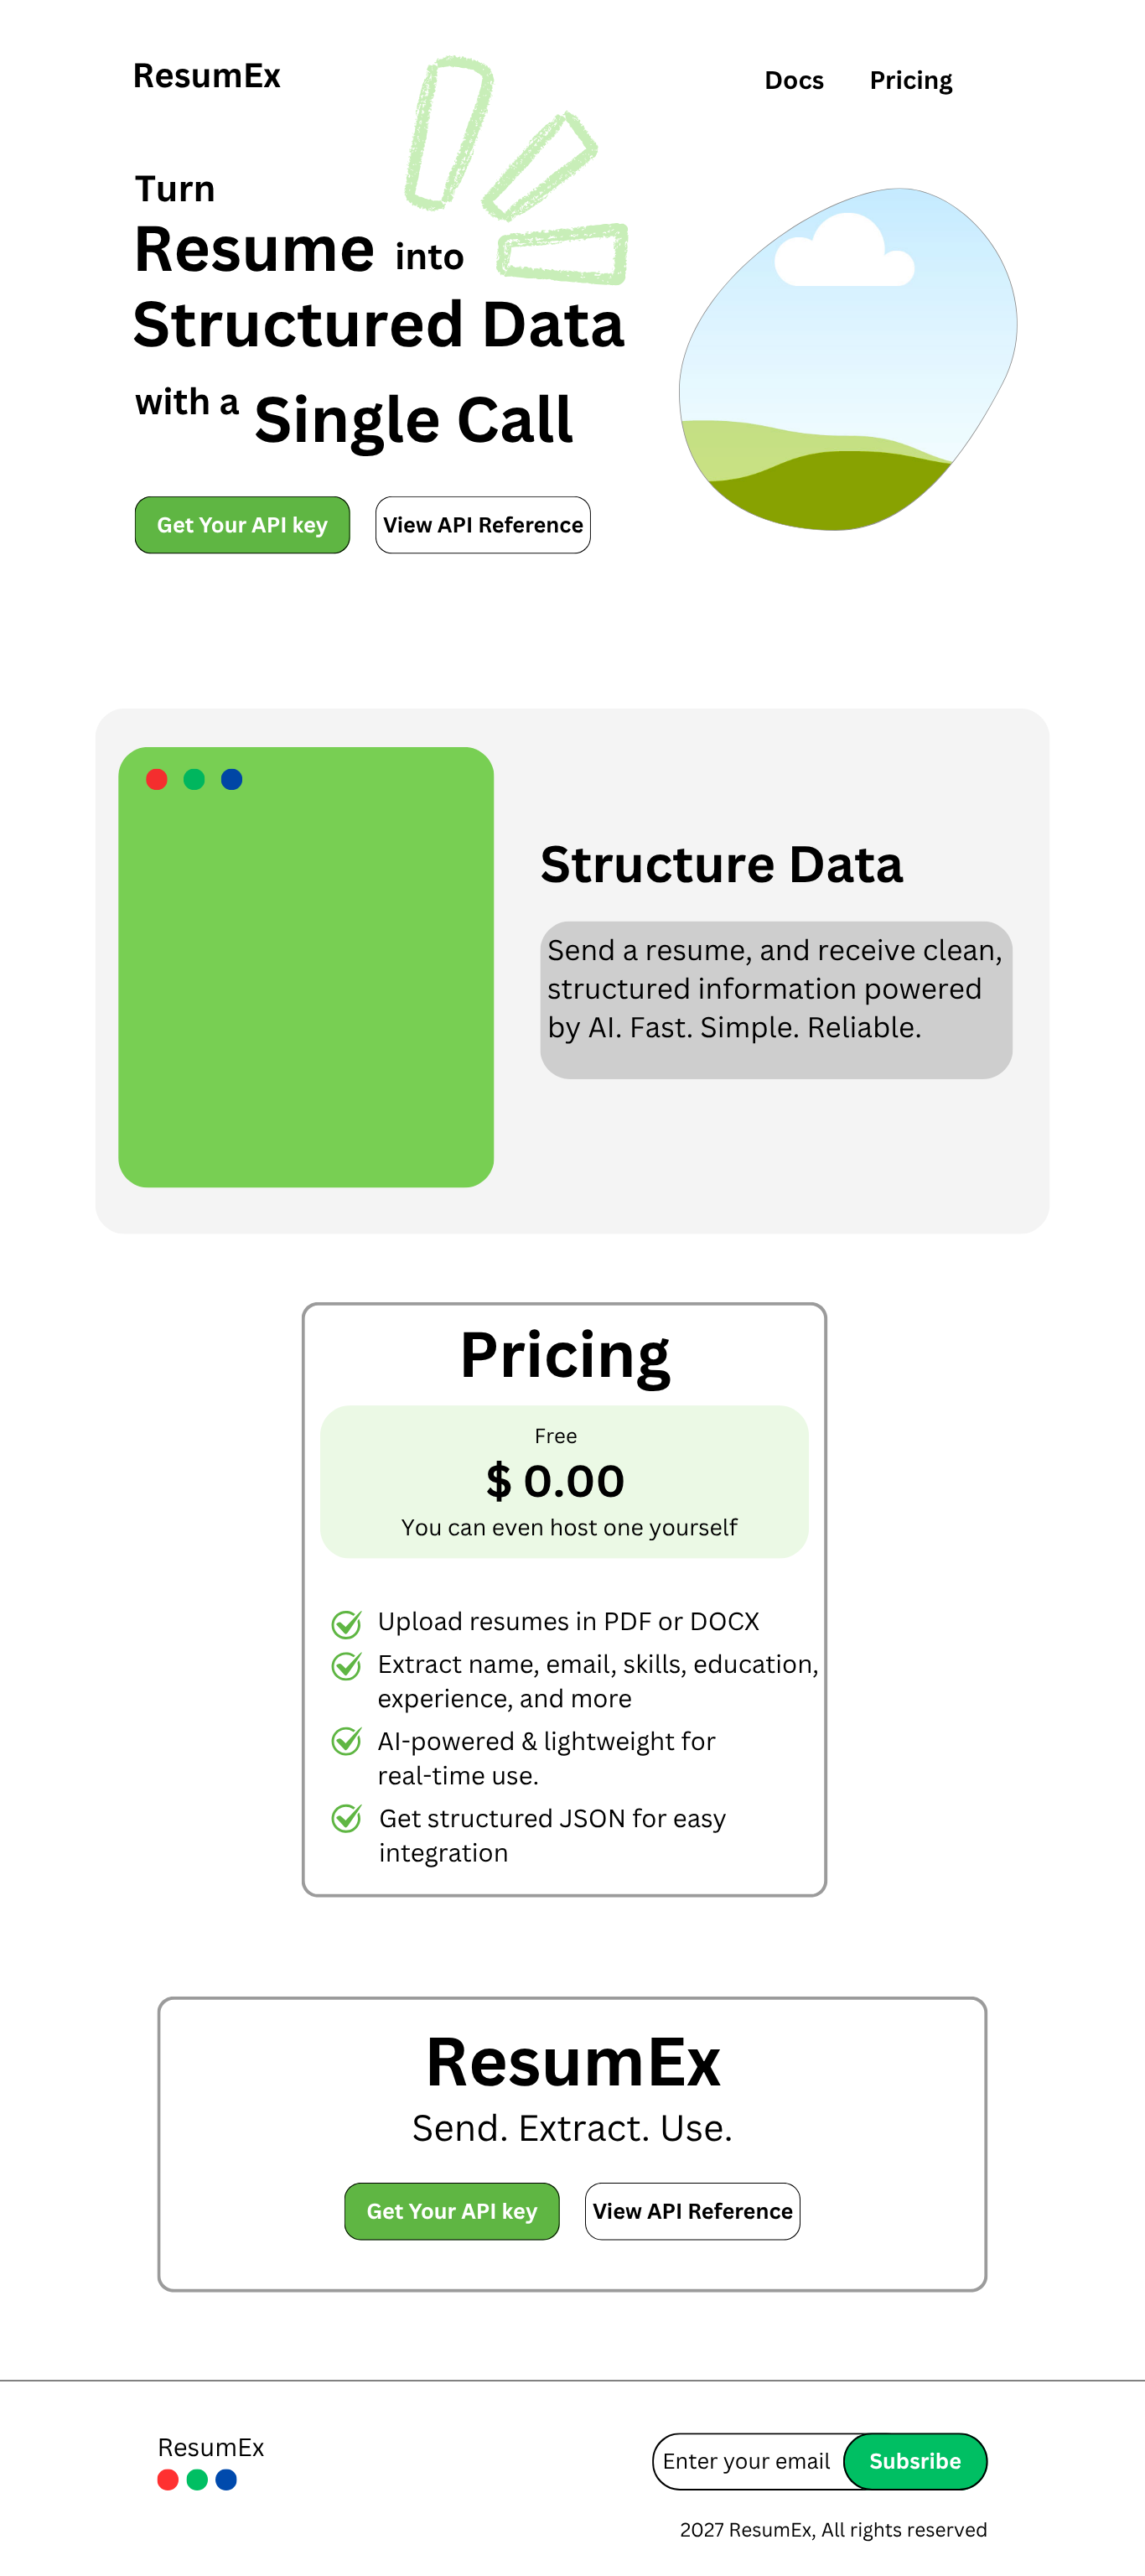 ResumEx
Docs Pricing
Turn
Resume into
Structured Data
with a Single Call
Get Your API key
View API Reference
Structure Data
Send a resume, and receive clean,
structured information powered
by AI. Fast. Simple. Reliable.
Pricing
Free
$ 0.00
You can even host one yourself
Upload resumes in PDF or DOCX
Extract name, email, skills, education,
experience, and more
AI-powered & lightweight for
real-time use.
Get structured JSON for easy
integration
ResumEx
Send. Extract. Use.
Get Your API key
View API Reference
ResumEx
Enter your email
Subsribe
2027 ResumEx, All rights reserved